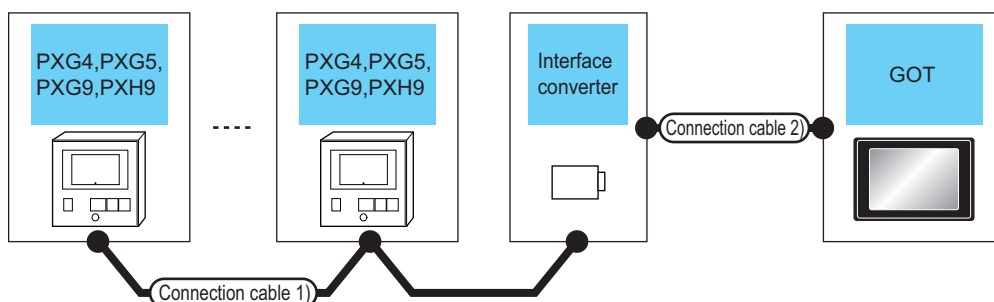 PXG4,PXG5,
PXG9,PXH9
PXG4,PXG5,
PXG9,PXH9
Interface
converter
GOT
Connection cable 2)
Connection cable 1)